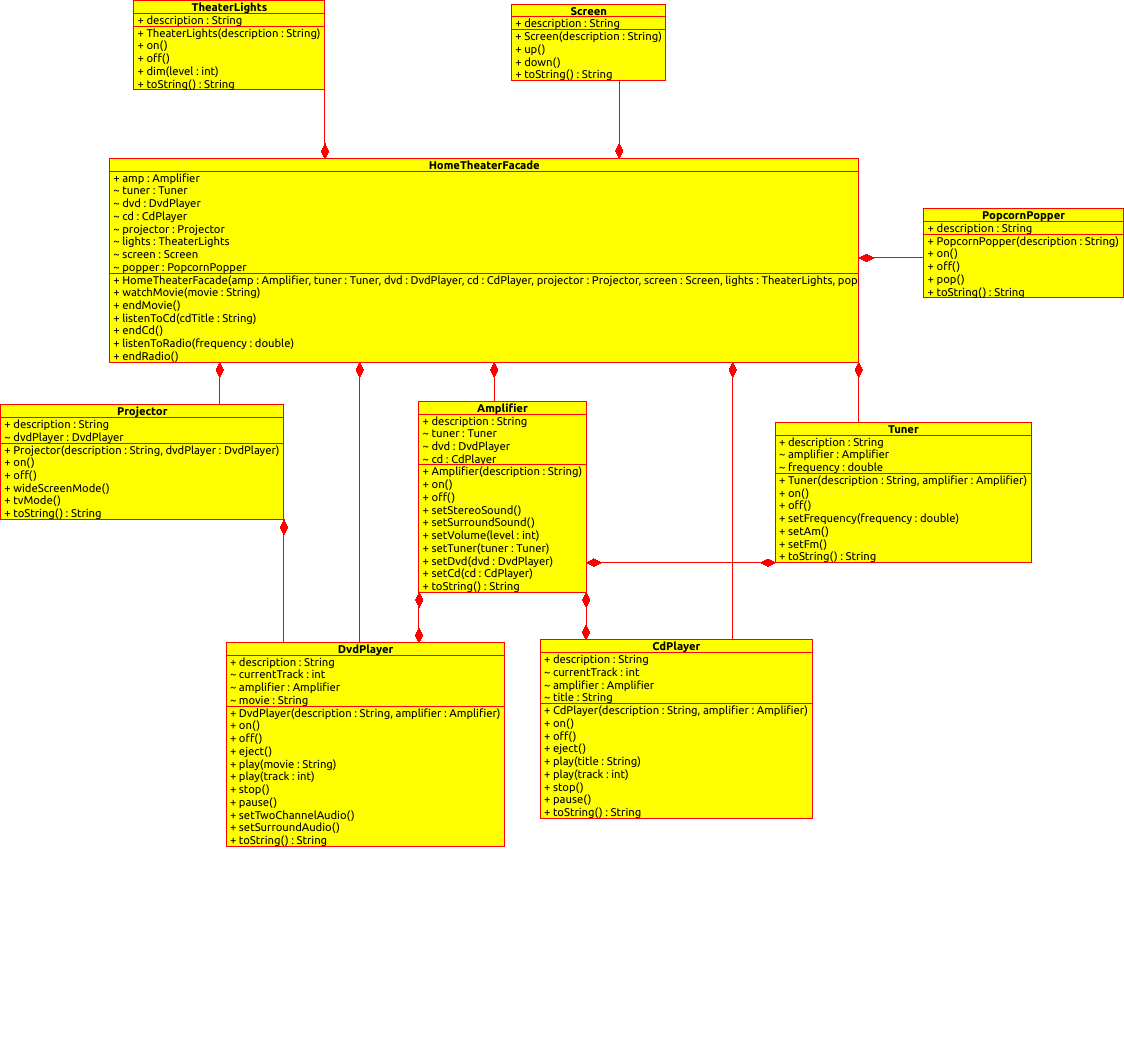 TheaterLights
+ description : String
+ TheaterLights(description : String)
+ on()
+ off()
+ dim(level : int)
+ toString() : String
Screen
+ description : String
+ Screen(description : String)
+ up()
+ down()
+ toString() : String
HomeTheaterFacade
+ amp : Amplifier
~ tuner : Tuner
~ dvd : DvdPlayer
~ cd : CdPlayer
~ projector : Projector
~ lights : TheaterLights
~ screen : Screen
~ popper : PopcornPopper
+ HomeTheaterFacade(amp : Amplifier, tuner : Tuner, dvd : DvdPlayer, cd : CdPlayer, projector : Projector, screen : Screen, lights : TheaterLights, pop
+ watchMovie(movie : String)
+ endMovie()
+ listenToCd(cdTitle : String)
+ endCd()
+ listenToRadio(frequency : double)
+ endRadio()
PopcornPopper
+ description : String
+ PopcornPopper(description : String)
+ on()
+ off()
+ pop()
+ toString() : String
Projector
+ description : String
~ dvdPlayer : DvdPlayer
+ Projector(description : String, dvdPlayer : DvdPlayer)
+ on()
+ off()
+ wideScreenMode()
+ tvMode()
+ toString() : String
Amplifier
+ description : String
~ tuner : Tuner
~ dvd : DvdPlayer
~ cd : CdPlayer
+ Amplifier(description : String)
+ on()
+ off()
+ setStereoSound()
+ setSurroundSound()
+ setVolume(level : int)
+ setTuner(tuner : Tuner)
+ setDvd(dvd : DvdPlayer)
+ setCd(cd : CdPlayer)
+ toString() : String
Tuner
+ description : String
~ amplifier : Amplifier
~ frequency : double
+ Tuner(description : String, amplifier : Amplifier)
+ on()
+ off()
+ setFrequency(frequency : double)
+ setAm()
+ setFm()
+ toString() : String
DvdPlayer
+ description : String
~ currentTrack : int
~ amplifier : Amplifier
~ movie : String
+ DvdPlayer(description : String, amplifier : Amplifier)
+ on()
+ off()
+ eject()
+ play(movie : String)
+ play(track : int)
+ stop()
+ pause()
+ setTwoChannelAudio()
+ setSurroundAudio()
+ toString() : String
CdPlayer
+ description : String
~ currentTrack : int
~ amplifier : Amplifier
~ title : String
+ CdPlayer(description : String, amplifier : Amplifier)
+ on()
+ off()
+ eject()
+ play(title : String)
+ play(track : int)
+ stop()
+ pause()
+ toString() : String